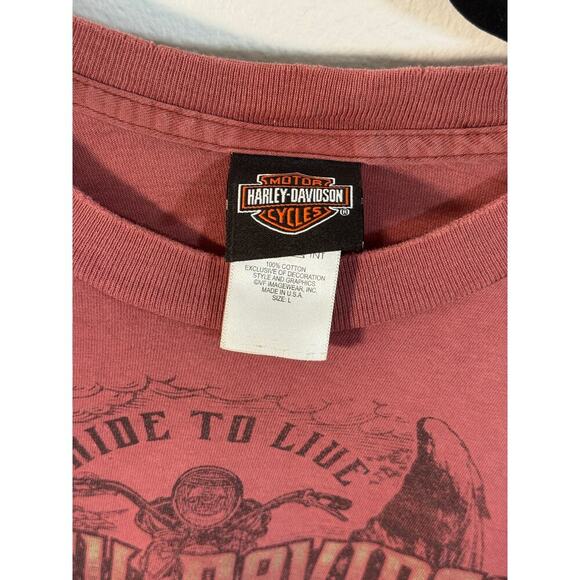 MOTOR
HARLEY-DAVIDSON
CYCLES
®
100% COTTON
EXCLUSIVE OF DECORATION
STYLE AND GRAPHICS
©VF IMAGEWEAR, INC.
MADE IN U.S.A.
SIZE: L
RIDE TO LIVE